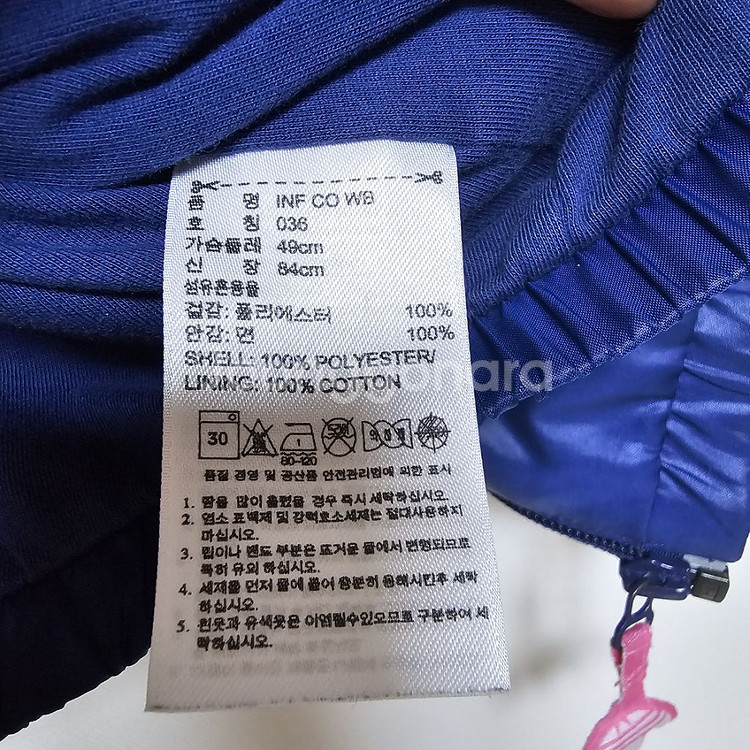 품 명 INF CO WB
호 칭 036
가슴둘레 49cm
신 장 84cm
섬유혼용율
겉감: 폴리에스터 100%
안감: 면 100%
SHELL: 100% POLYESTER/
LINING: 100% COTTON
30
80-120
품질 경영 및 공산품 안전관리법에 의한 표시
1. 땀을 많이 흘렸을 경우 즉시 세탁하십시오.
2. 염소 표백제 및 강력효소세제는 절대사용하지
마십시오.
3. 립이나 밴드 부분은 뜨거운 물에서 변형되므로
특히 유의 하십시오.
4. 세제를 먼저 물에 풀어 충분히 용해시킨후 세탁
하십시오.
5. 흰옷과 유색옷은 이염될수있으므로 구분하여 세
탁하십시오.